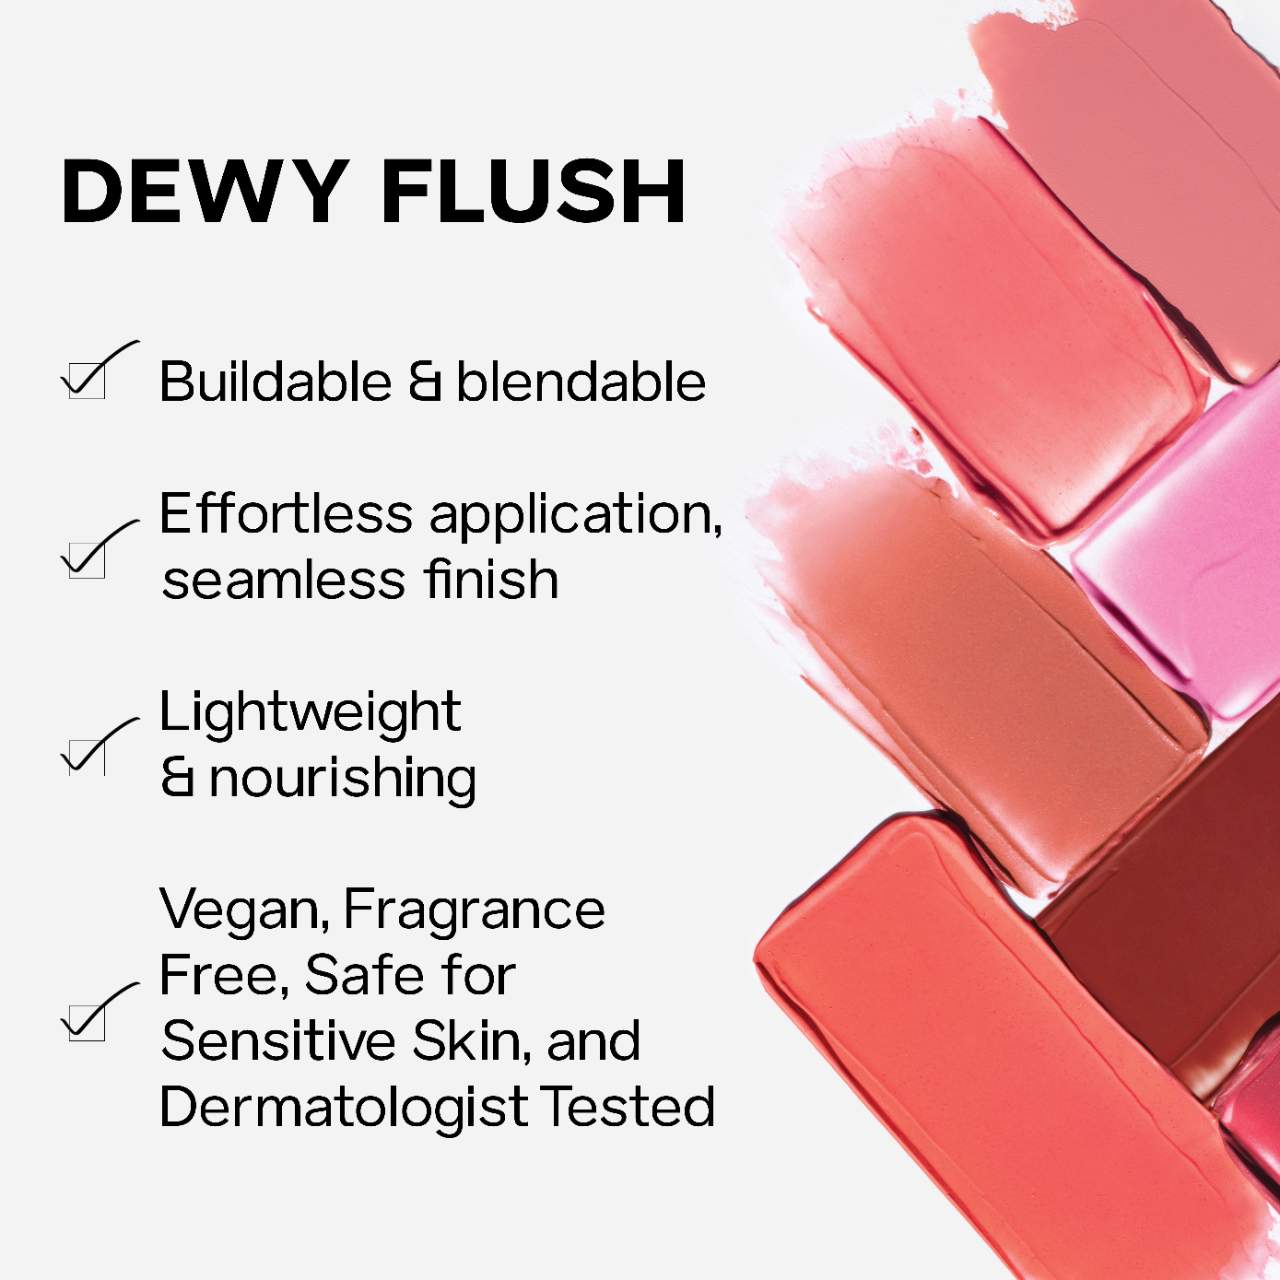 DEWY FLUSH
Buildable & blendable
Effortless application,
seamless finish
Lightweight
& nourishing
Vegan, Fragrance
Free, Safe for
Sensitive Skin, and
Dermatologist Tested